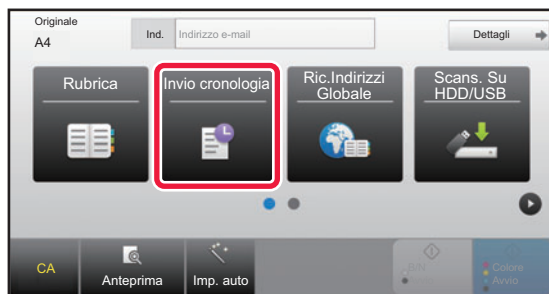 Originale
A4
Ind.
Indirizzo e-mail
Dettagli
Rubrica
Invio cronologia
Ric.Indirizzi
Globale
Scans. Su
HDD/USB
CA
Anteprima
Imp. auto
B/N
Avvio
Colore
Avvio